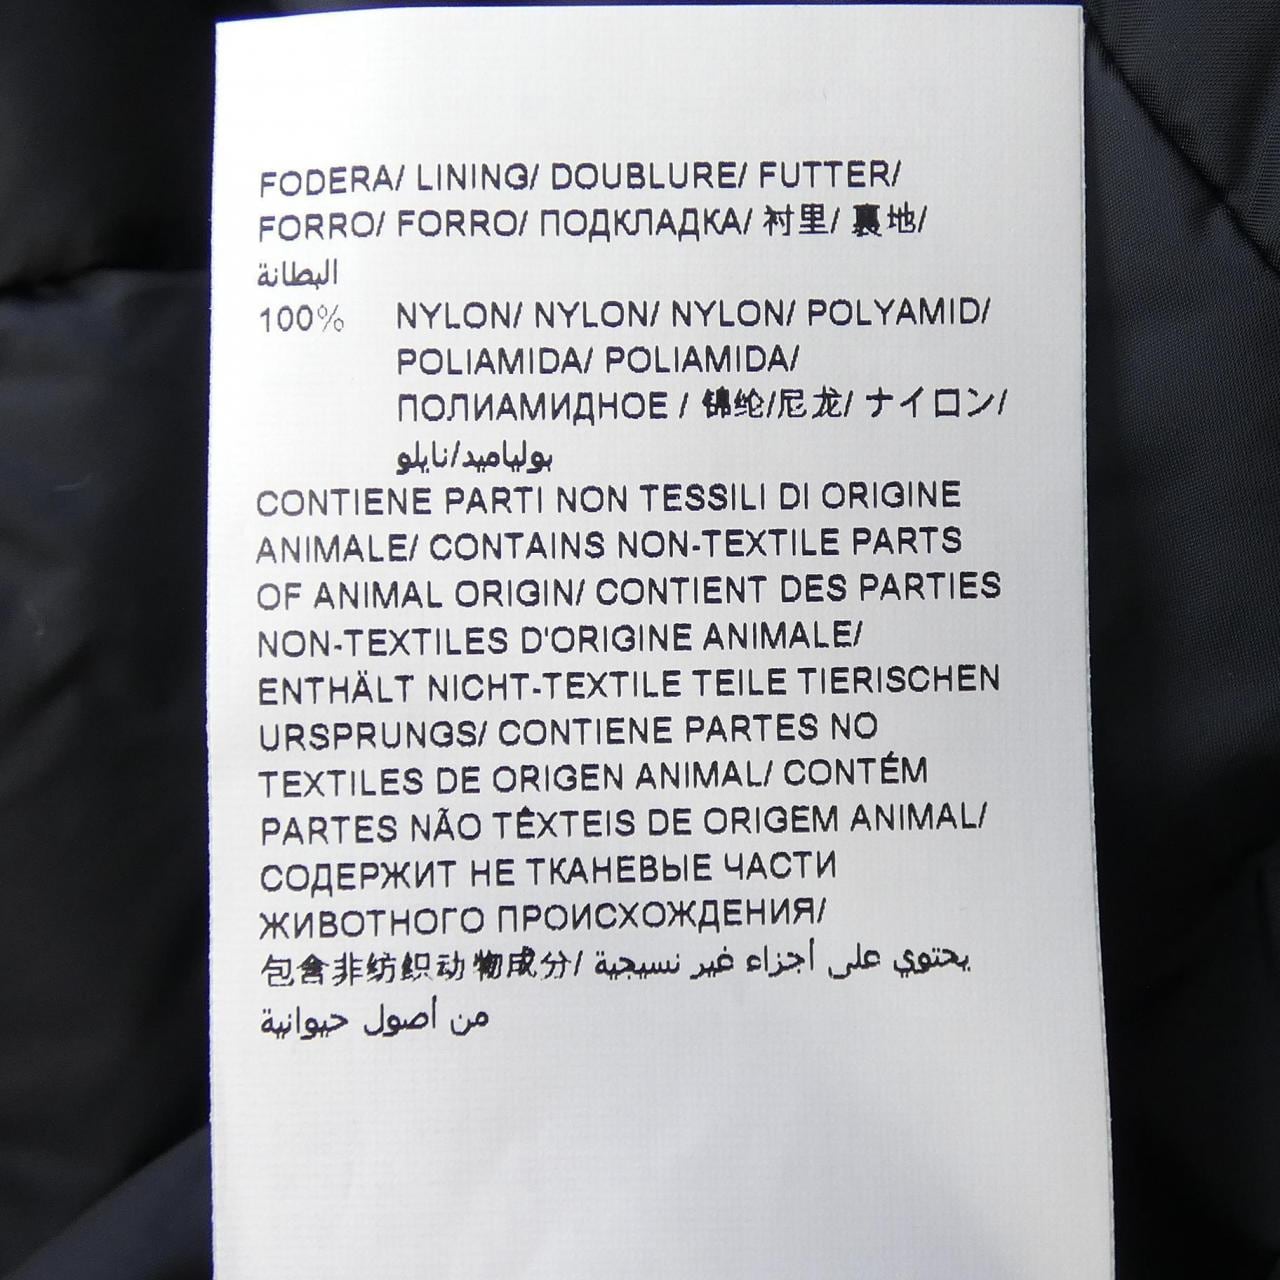 FODERA/ LINING/ DOUBLURE/ FUTTER/
FORRO/ FORRO/ ПОДКЛАДКА/ 衬里/ 裏地/
البطانة
100% NYLON/ NYLON/ NYLON/ POLYAMID/
POLIAMIDA/ POLIAMIDA/
ПОЛИАМИДНОЕ / 锦纶/尼龙/ ナイロン/
بولياميد/نايلو
CONTIENE PARTI NON TESSILI DI ORIGINE
ANIMALE/ CONTAINS NON-TEXTILE PARTS
OF ANIMAL ORIGIN/ CONTIENT DES PARTIES
NON-TEXTILES D'ORIGINE ANIMALE/
ENTHÄLT NICHT-TEXTILE TEILE TIERISCHEN
URSPRUNGS/ CONTIENE PARTES NO
TEXTILES DE ORIGEN ANIMAL/ CONTÉM
PARTES NÃO TÊXTEIS DE ORIGEM ANIMAL/
СОДЕРЖИТ НЕ ТКАНЕВЫЕ ЧАСТИ
ЖИВОТНОГО ПРОИСХОЖДЕНИЯ/
包含非纺织动物成分/ يحتوي على أجزاء غير نسيجية
من أصول حيوانية